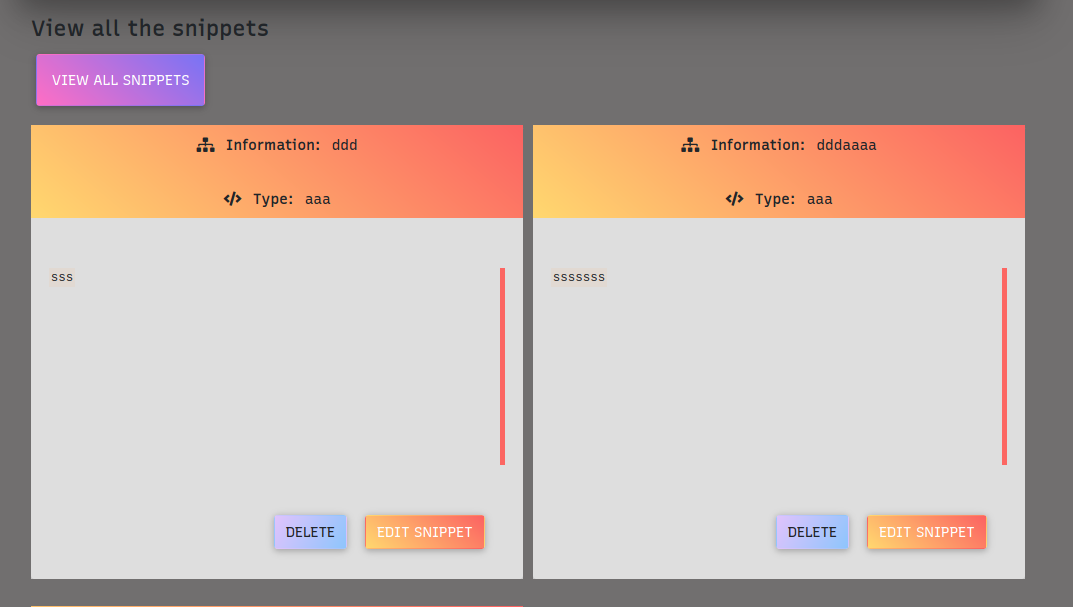 View all the snippets
VIEW ALL SNIPPETS
Information: ddd
Type: aaa
sss
DELETE
EDIT SNIPPET
Information: dddaaaa
Type: aaa
sssssss
DELETE
EDIT SNIPPET